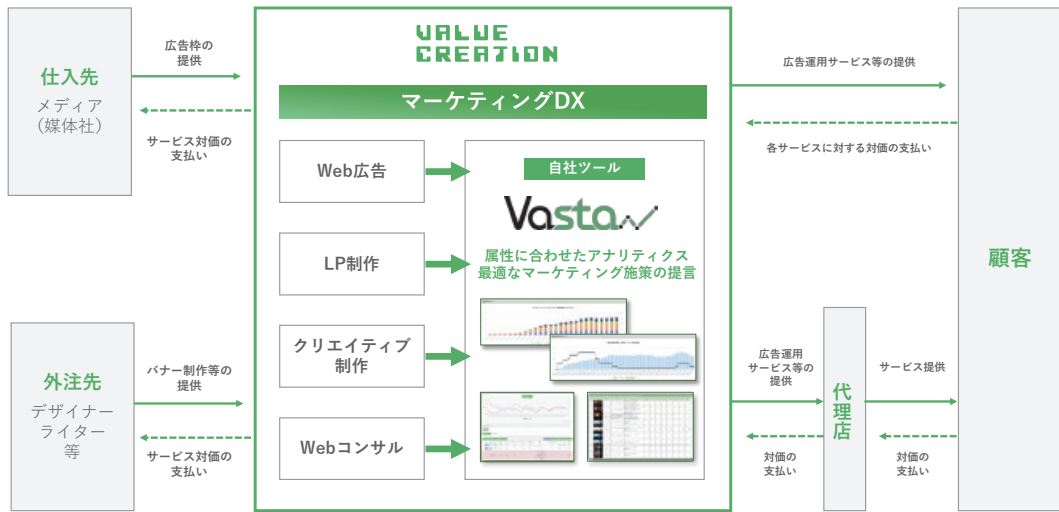 仕入先
メディア
（媒体社）
広告枠の
提供
サービス対価の
支払い
外注先
デザイナー
ライター
等
バナー制作等の
提供
サービス対価の
支払い
VALUE
CREATION
マーケティングDX
Web広告
LP制作
クリエイティブ
制作
Webコンサル
自社ツール
Vasta
属性に合わせたアナリティクス
最適なマーケティング施策の提言
広告運用サービス等の提供
各サービスに対する対価の支払い
広告運用
サービス等の
提供
対価の
支払い
代理店
サービス提供
対価の
支払い
顧客